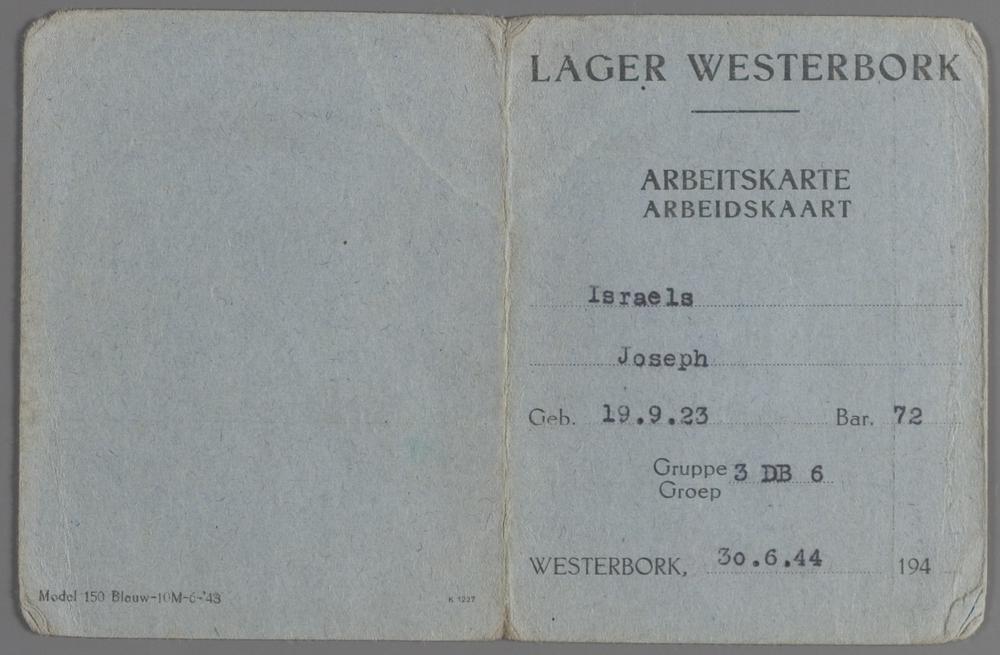 Model 150 Blauw-10M-6-'43
K 1227
LAGER WESTERBORK
ARBEITSKARTE
ARBEIDSKAART
Israels
Joseph
Geb. 19.9.23 Bar. 72
Gruppe 3 DB 6
Groep
WESTERBORK, 30.6.44 194